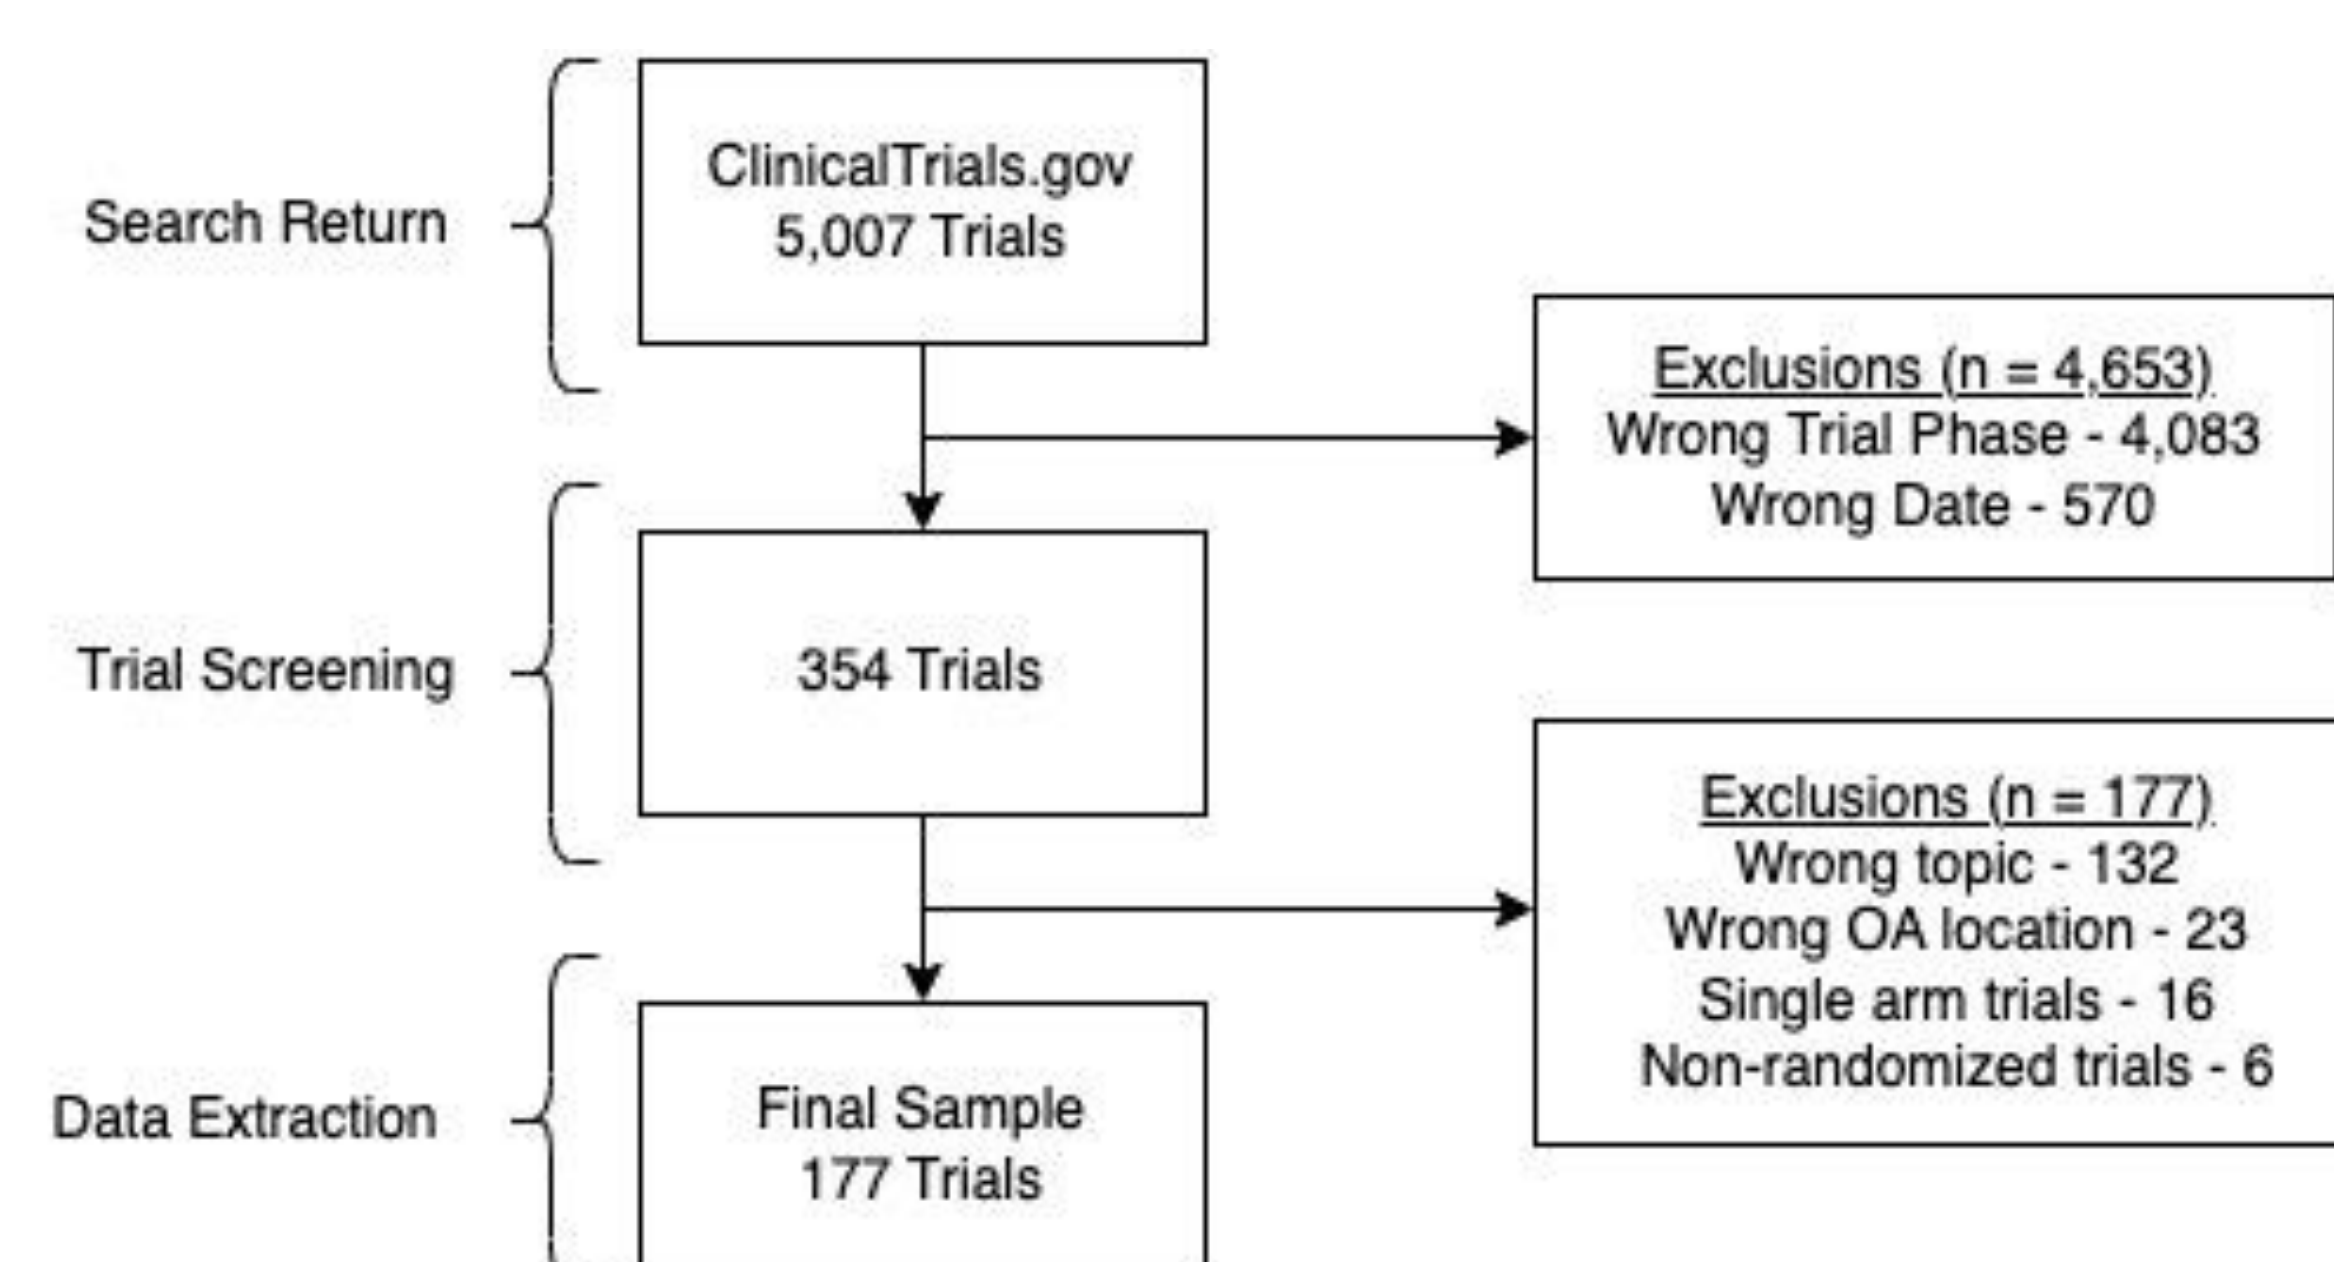 Search Return
ClinicalTrials.gov
5,007 Trials
Exclusions (n = 4,653)
Wrong Trial Phase - 4,083
Wrong Date - 570
Trial Screening
354 Trials
Exclusions (n = 177)
Wrong topic - 132
Wrong OA location - 23
Single arm trials - 16
Non-randomized trials - 6
Data Extraction
Final Sample
177 Trials